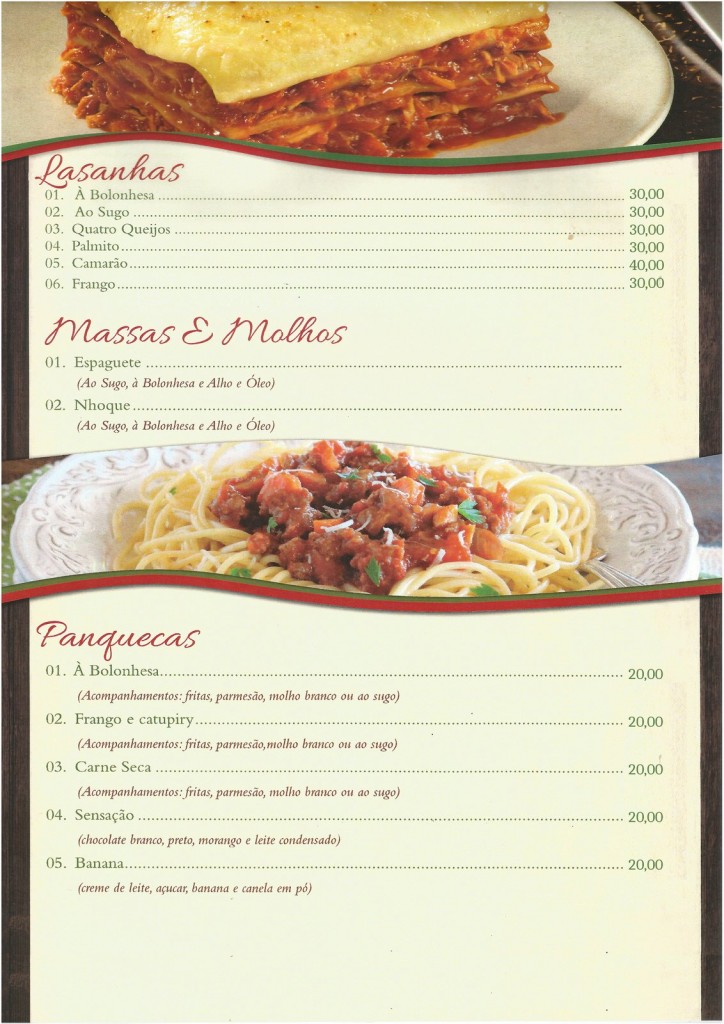 Lasanhas
01. À Bolonhesa ........ 30,00
02. Ao Sugo ........ 30,00
03. Quatro Queijos ........ 30,00
04. Palmito ........ 30,00
05. Camarão ........ 40,00
06. Frango ........ 30,00
Massas E Molhos
01. Espaguete ........
(Ao Sugo, à Bolonhesa e Alho e Óleo)
02. Nhoque ........
(Ao Sugo, à Bolonhesa e Alho e Óleo)
Panquecas
01. À Bolonhesa ........ 20,00
(Acompanhamentos: fritas, parmesão, molho branco ou ao sugo)
02. Frango e catupiry ........ 20,00
(Acompanhamentos: fritas, parmesão,molho branco ou ao sugo)
03. Carne Seca ........ 20,00
(Acompanhamentos: fritas, parmesão, molho branco ou ao sugo)
04. Sensação ........ 20,00
(chocolate branco, preto, morango e leite condensado)
05. Banana ........ 20,00
(creme de leite, açucar, banana e canela em pó)